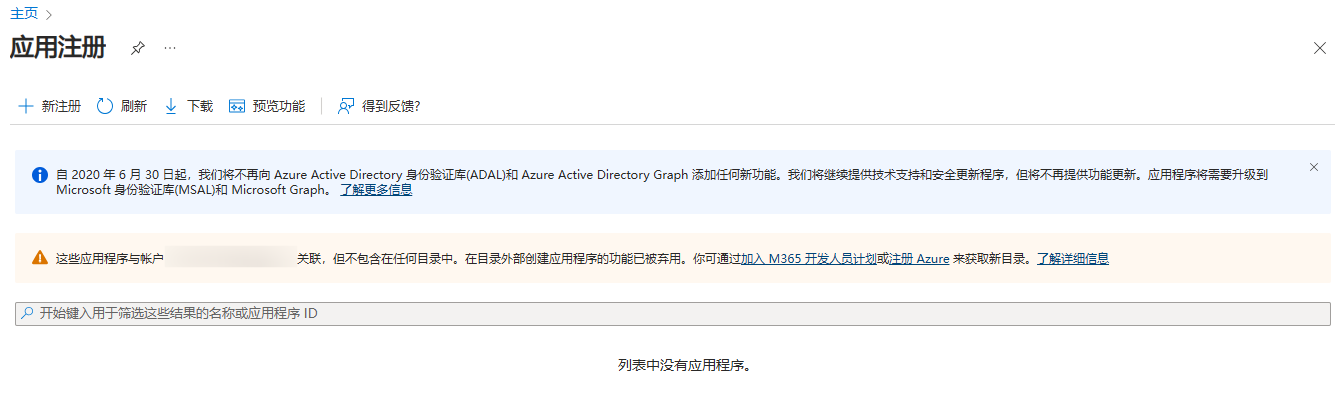 主页
应用注册
新注册 刷新 下载 预览功能 得到反馈?
自 2020 年 6 月 30 日起，我们将不再向 Azure Active Directory 身份验证库(ADAL)和 Azure Active Directory Graph 添加任何新功能。我们将继续提供技术支持和安全更新程序，但将不再提供功能更新。应用程序将需要升级到
Microsoft 身份验证库(MSAL)和 Microsoft Graph。 了解更多信息
这些应用程序与帐户 关联，但不包含在任何目录中。在目录外部创建应用程序的功能已被弃用。你可通过加入 M365 开发人员计划或注册 Azure 来获取新目录。了解详细信息
开始键入用于筛选这些结果的名称或应用程序 ID
列表中没有应用程序。